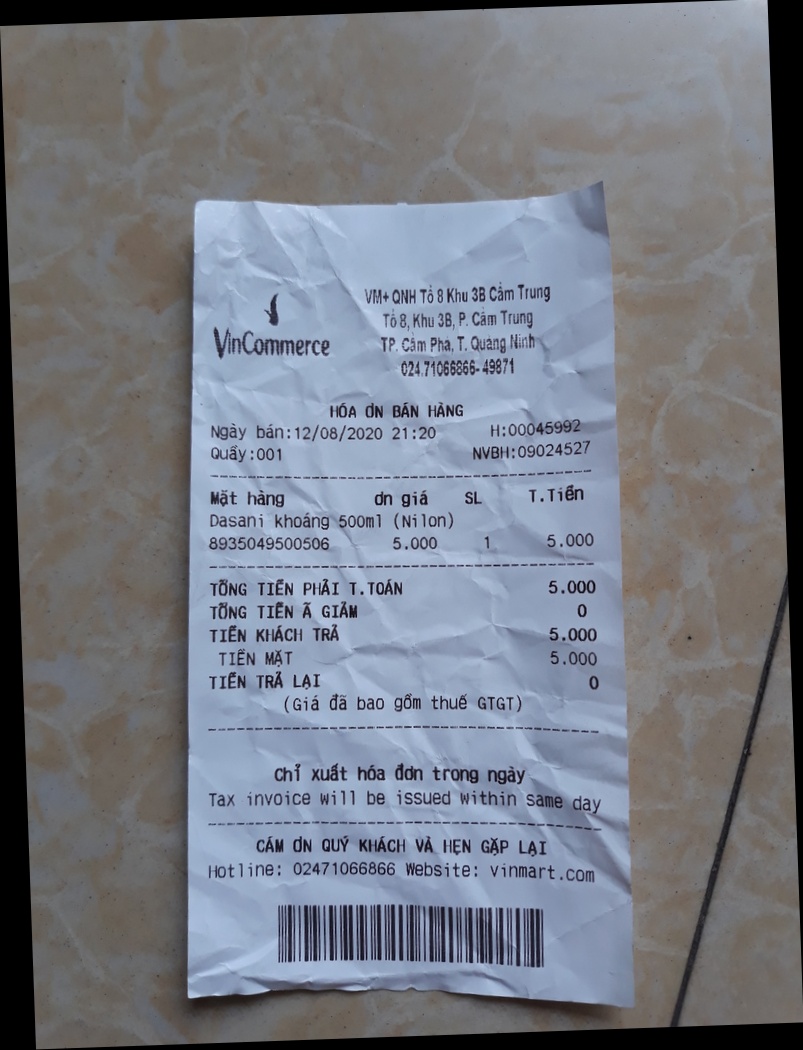 VinCommerce
VM+ QNH Tổ 8 Khu 3B Cẩm Trung
Tổ 8, Khu 3B, P. Cẩm Trung
TP. Cẩm Phả, T. Quảng Ninh
024.71066866-49871
HÓA ƠN BÁN HÀNG
Ngày bán:12/08/2020 21:20 H:00045992
Quầy:001 NVBH:09024527
Mặt hàng ơn giá SL T.Tiền
Dasani khoáng 500ml (Nilon)
8935049500506 5.000 1 5.000
TỔNG TIỀN PHẢI T.TOÁN 5.000
TỔNG TIỀN Ã GIẢM 0
TIỀN KHÁCH TRẢ 5.000
TIỀN MẶT 5.000
TIỀN TRẢ LẠI 0
(Giá đã bao gồm thuế GTGT)
Chỉ xuất hóa đơn trong ngày
Tax invoice will be issued within same day
CÁM ƠN QUÝ KHÁCH VÀ HẸN GẶP LẠI
Hotline: 02471066866 Website: vinmart.com